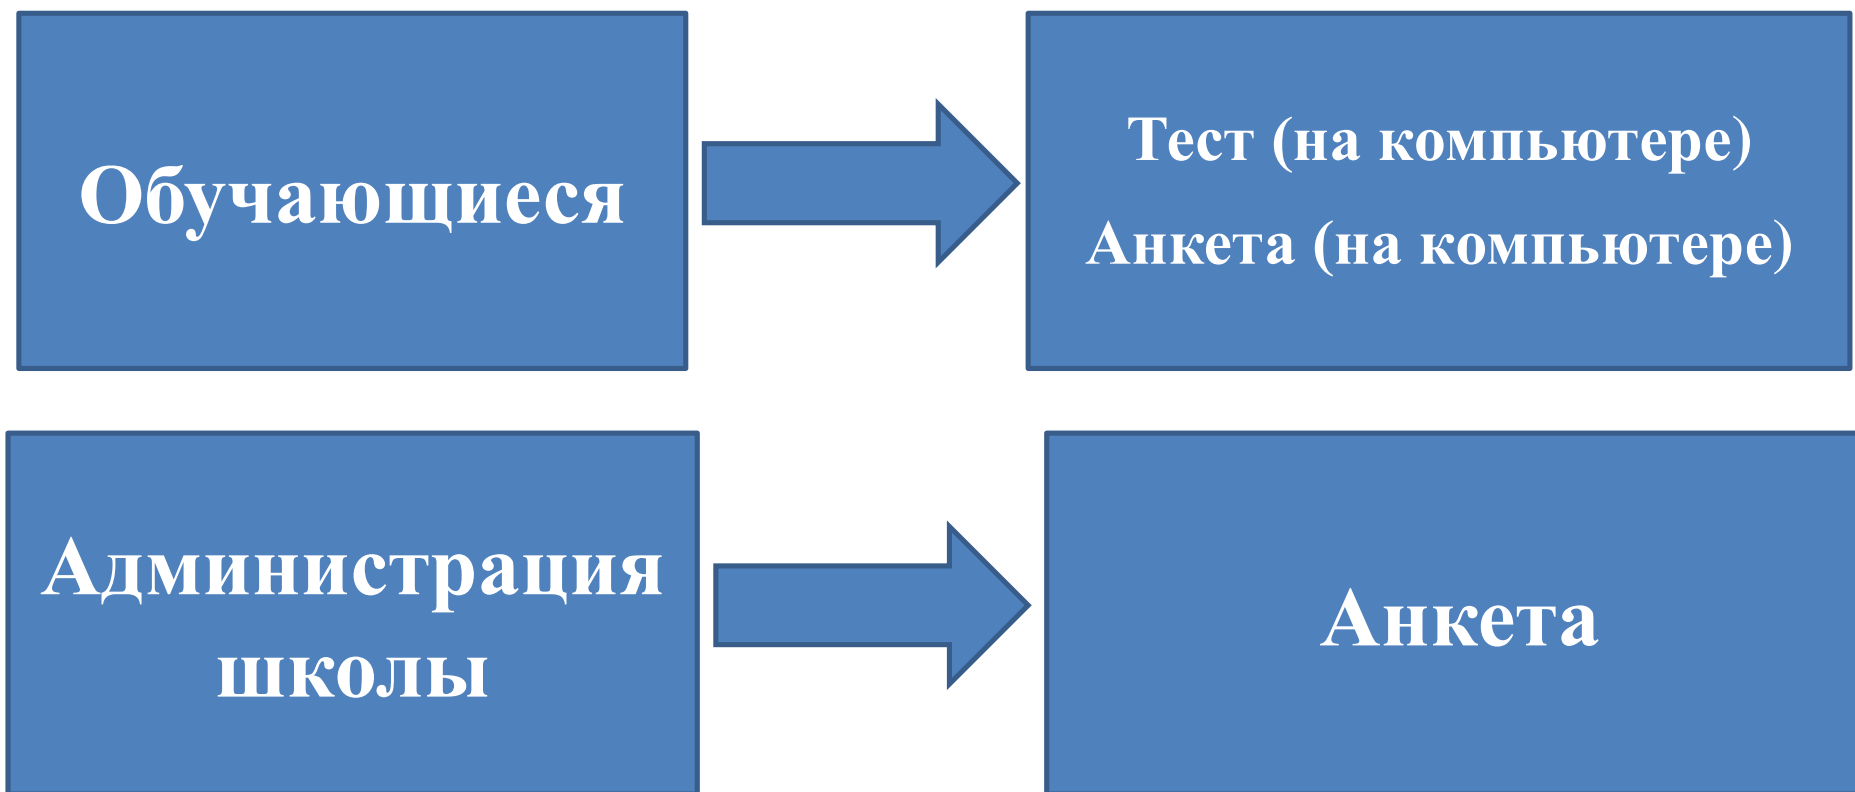 Обучающиеся
Тест (на компьютере)
Анкета (на компьютере)
Администрация
школы
Анкета